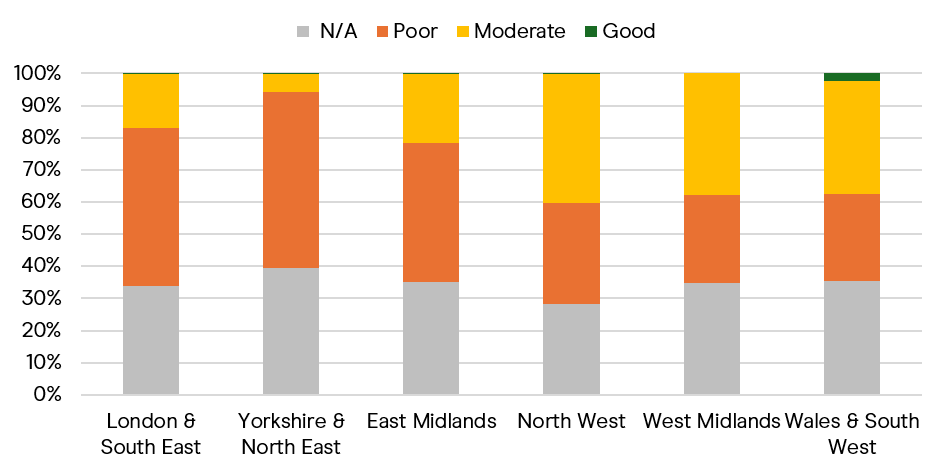 N/A Poor Moderate Good
100%
90%
80%
70%
60%
50%
40%
30%
20%
10%
0%
London & South East
Yorkshire & North East
East Midlands
North West
West Midlands
Wales & South West